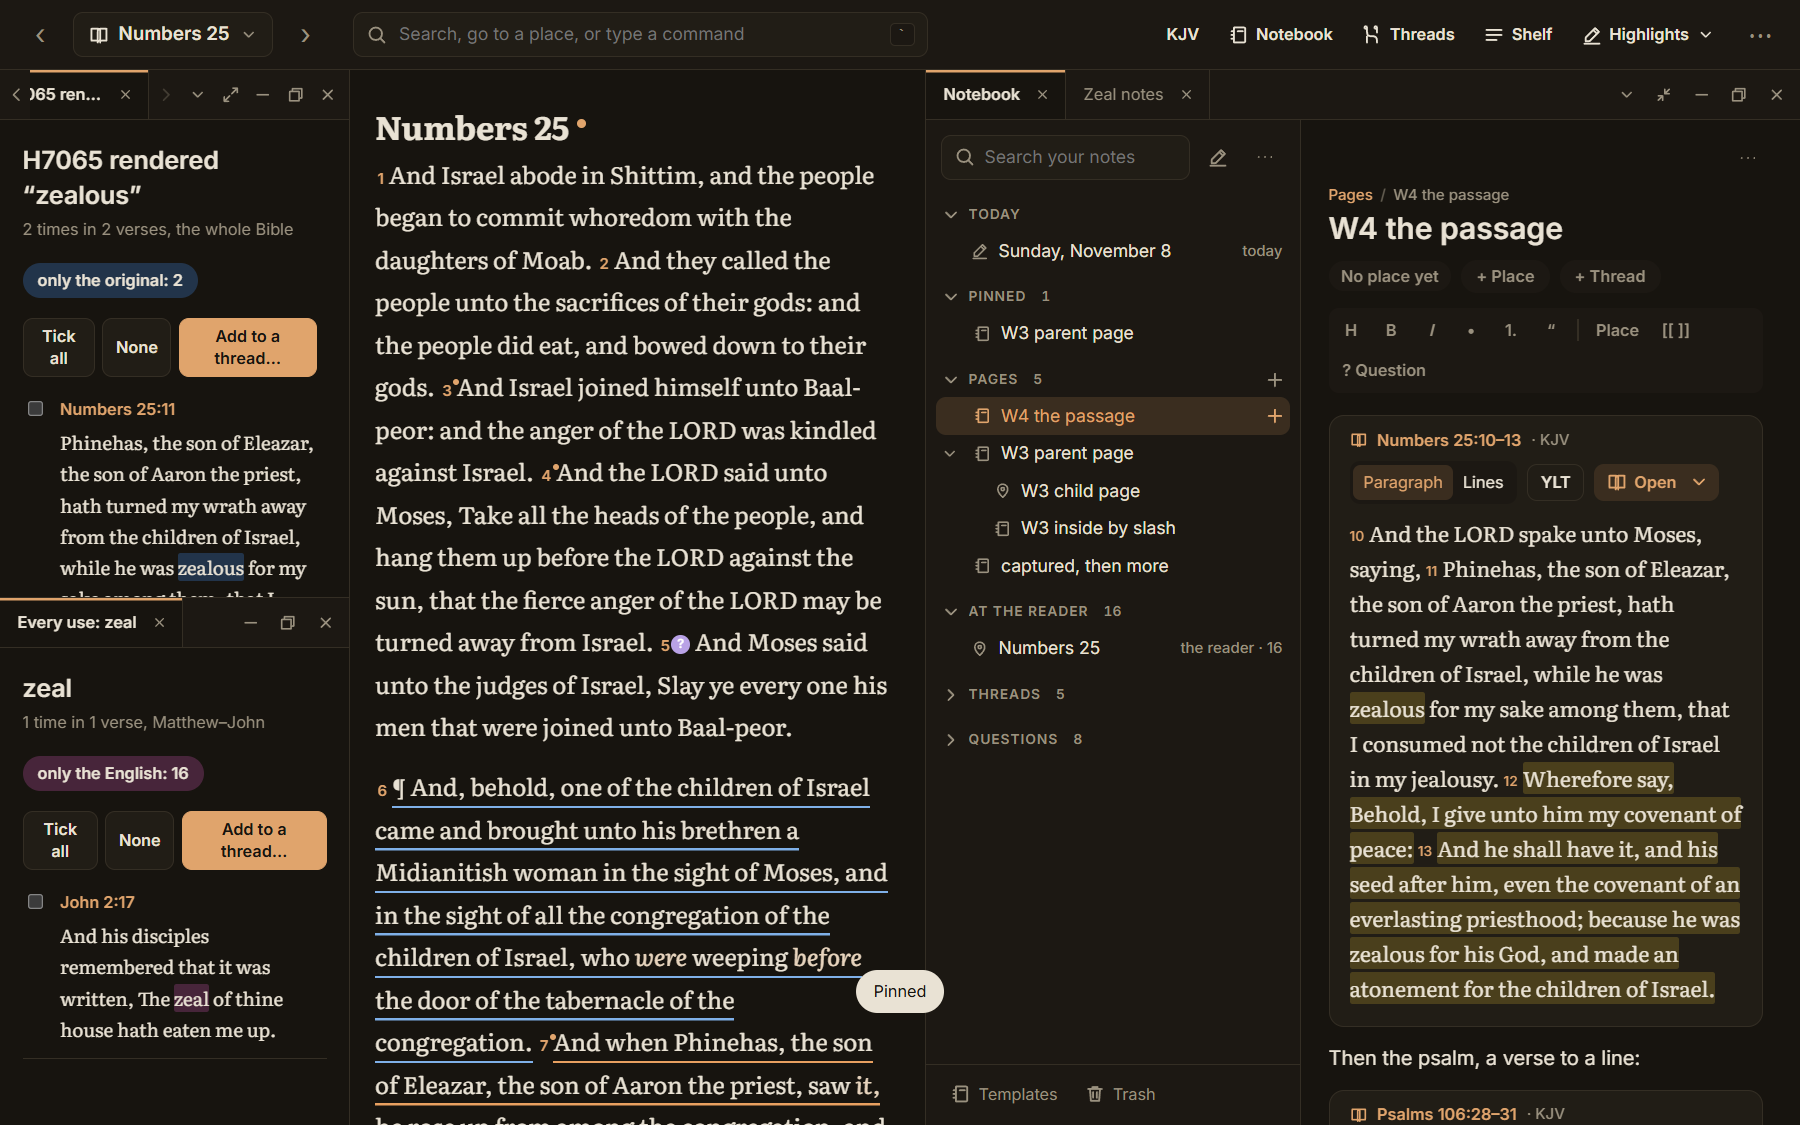 Numbers 25
Search, go to a place, or type a command
`
KJV
Notebook
Threads
Shelf
Highlights
065 ren...
H7065 rendered
“zealous”
2 times in 2 verses, the whole Bible
only the original: 2
Tick
all
None
Add to a
thread...
Numbers 25:11
Phinehas, the son of Eleazar,
the son of Aaron the priest,
hath turned my wrath away
from the children of Israel,
while he was zealous for my
sake among them, that I
Every use: zeal
zeal
1 time in 1 verse, Matthew–John
only the English: 16
Tick
all
None
Add to a
thread...
John 2:17
And his disciples
remembered that it was
written, The zeal of thine
house hath eaten me up.
Numbers 25
1 And Israel abode in Shittim, and the people
began to commit whoredom with the
daughters of Moab. 2 And they called the
people unto the sacrifices of their gods: and
the people did eat, and bowed down to their
gods. 3 And Israel joined himself unto Baal-
peor: and the anger of the LORD was kindled
against Israel. 4 And the LORD said unto
Moses, Take all the heads of the people, and
hang them up before the LORD against the
sun, that the fierce anger of the LORD may be
turned away from Israel. 5 ? And Moses said
unto the judges of Israel, Slay ye every one his
men that were joined unto Baal-peor.
6 ¶ And, behold, one of the children of Israel
came and brought unto his brethren a
Midianitish woman in the sight of Moses, and
in the sight of all the congregation of the
children of Israel, who were weeping before
the door of the tabernacle of the
congregation. 7 And when Phinehas, the son
of Eleazar, the son of Aaron the priest, saw it,
he rose up from among the congregation, and
Pinned
Notebook
Zeal notes
Search your notes
TODAY
Sunday, November 8 today
PINNED 1
W3 parent page
PAGES 5
W4 the passage
W3 parent page
W3 child page
W3 inside by slash
captured, then more
AT THE READER 16
Numbers 25 the reader · 16
THREADS 5
QUESTIONS 8
Templates
Trash
Pages / W4 the passage
W4 the passage
No place yet
+ Place
+ Thread
H B I • 1. “ Place [[ ]]
? Question
Numbers 25:10–13 · KJV
Paragraph
Lines
YLT
Open
10 And the LORD spake unto Moses,
saying, 11 Phinehas, the son of Eleazar,
the son of Aaron the priest, hath
turned my wrath away from the
children of Israel, while he was
zealous for my sake among them, that
I consumed not the children of Israel
in my jealousy. 12 Wherefore say,
Behold, I give unto him my covenant of
peace: 13 And he shall have it, and his
seed after him, even the covenant of an
everlasting priesthood; because he was
zealous for his God, and made an
atonement for the children of Israel.
Then the psalm, a verse to a line:
Psalms 106:28–31 · KJV